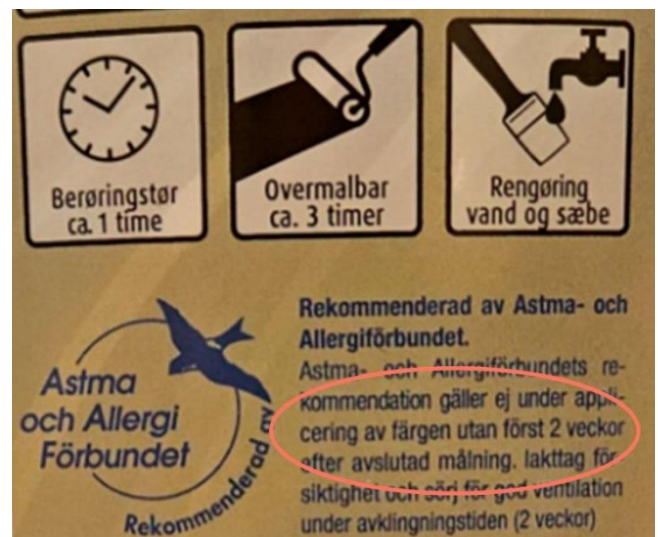 Berøringstør
ca. 1 time
Overmalbar
ca. 3 timer
Rengøring
vand og sæbe
Astma
och Allergi
Förbundet
Rekommenderad av
Rekommenderad av Astma- och
Allergiförbundet.
Astma- och Allergiförbundets re-
kommendation gäller ej under appli-
cering av färgen utan först 2 veckor
efter avslutad målning. Iakttag för-
siktighet och sörj för god ventilation
under avklingningstiden (2 veckor)